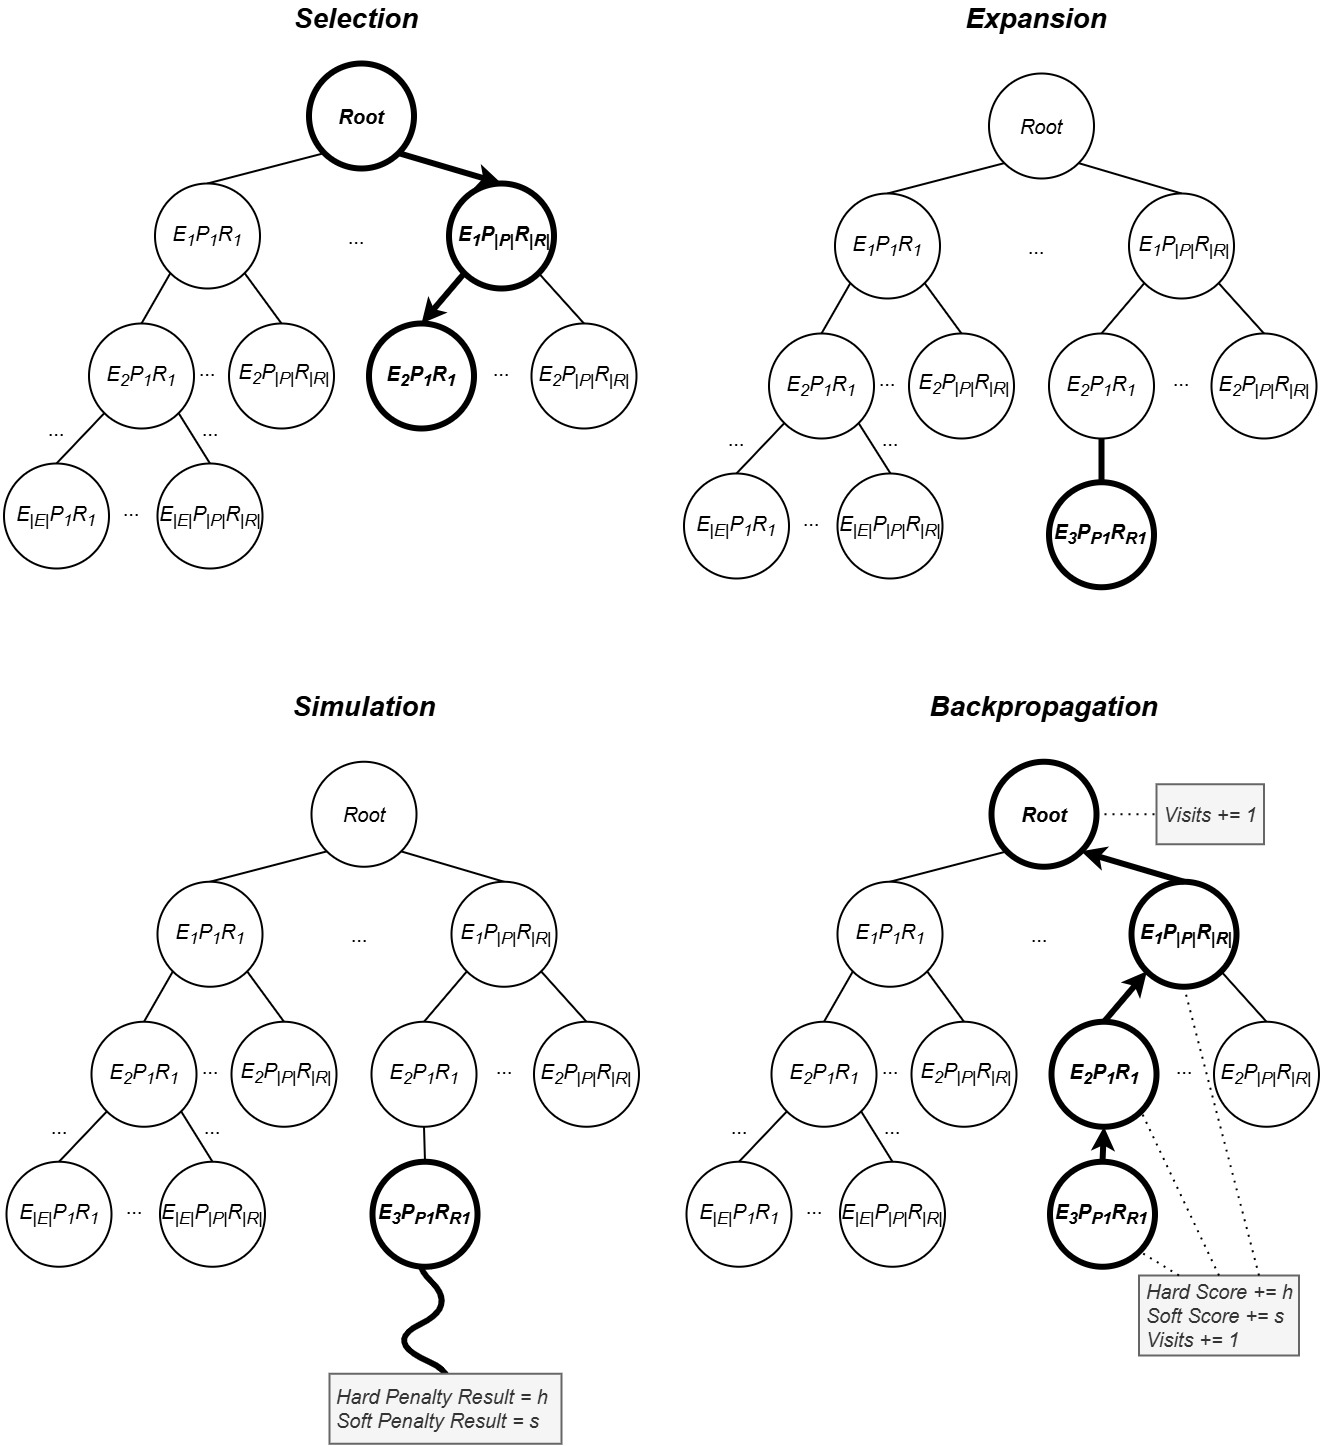 Selection
Root
E1P1R1
...
E1P|P|R|R|
E2P1R1
...
E2P|P|R|R|
E2P1R1
...
E2P|P|R|R|
...
...
E|E|P1R1
...
E|E|P|P|R|R|
Expansion
Root
E1P1R1
...
E1P|P|R|R|
E2P1R1
...
E2P|P|R|R|
E2P1R1
...
E2P|P|R|R|
...
...
E|E|P1R1
...
E|E|P|P|R|R|
E3PP1RR1
Simulation
Root
E1P1R1
...
E1P|P|R|R|
E2P1R1
...
E2P|P|R|R|
E2P1R1
...
E2P|P|R|R|
...
...
E|E|P1R1
...
E|E|P|P|R|R|
E3PP1RR1
Hard Penalty Result = h
Soft Penalty Result = s
Backpropagation
Root
Visits += 1
E1P1R1
...
E1P|P|R|R|
E2P1R1
...
E2P|P|R|R|
E2P1R1
...
E2P|P|R|R|
...
...
E|E|P1R1
...
E|E|P|P|R|R|
E3PP1RR1
Hard Score += h
Soft Score += s
Visits += 1